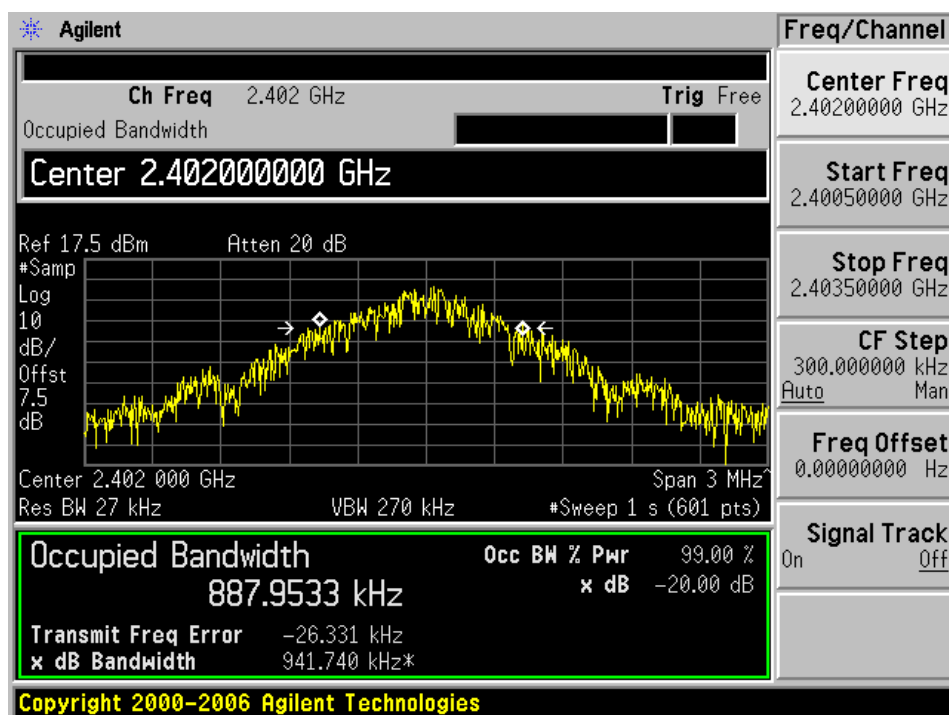 Agilent
Freq/Channel
Ch Freq 2.402 GHz Trig Free
Occupied Bandwidth
Center 2.402000000 GHz
Ref 17.5 dBm Atten 20 dB
#Samp
Log
10
dB/
Offst
7.5
dB
Center 2.402 000 GHz Span 3 MHz^
Res BW 27 kHz VBW 270 kHz #Sweep 1 s (601 pts)
Occupied Bandwidth Occ BW % Pwr 99.00 %
887.9533 kHz x dB -20.00 dB
Transmit Freq Error -26.331 kHz
x dB Bandwidth 941.740 kHz*
Copyright 2000-2006 Agilent Technologies
Center Freq
2.40200000 GHz
Start Freq
2.40050000 GHz
Stop Freq
2.40350000 GHz
CF Step
300.000000 kHz
Auto Man
Freq Offset
0.00000000 Hz
Signal Track
On Off